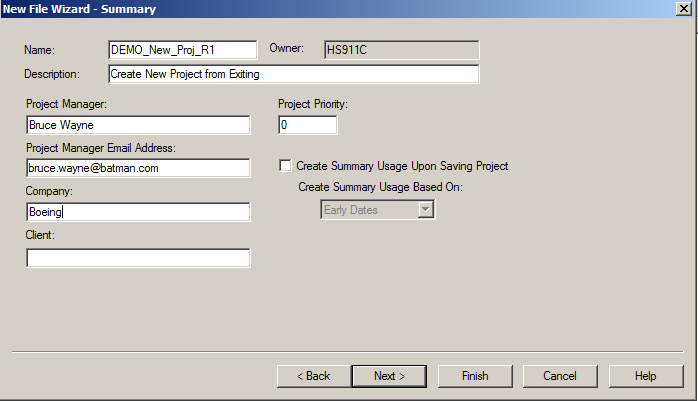 New File Wizard - Summary
Name: DEMO_New_Proj_R1 Owner: HS911C
Description: Create New Project from Exiting
Project Manager: Project Priority:
Bruce Wayne 0
Project Manager Email Address:
bruce.wayne@batman.com Create Summary Usage Upon Saving Project
Company: Create Summary Usage Based On:
Boeing Early Dates
Client:
< Back Next > Finish Cancel Help